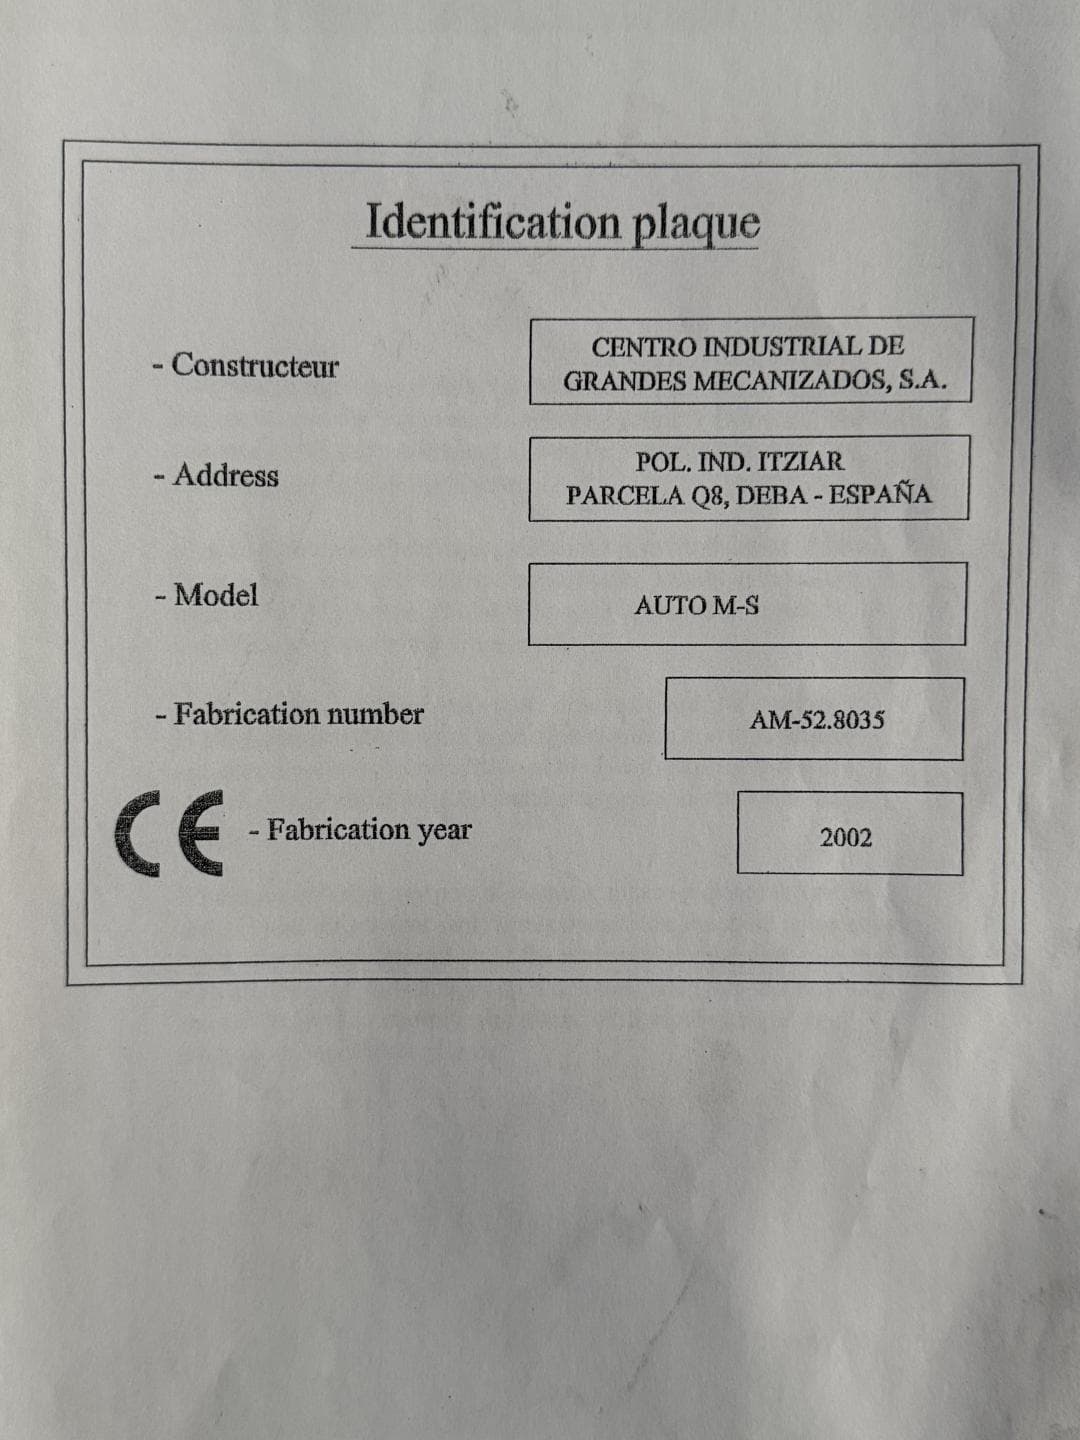 Identification plaque
- Constructeur
CENTRO INDUSTRIAL DE
GRANDES MECANIZADOS, S.A.
- Address
POL. IND. ITZIAR
PARCELA Q8, DEBA - ESPAÑA
- Model
AUTO M-S
- Fabrication number
AM-52.8035
CE - Fabrication year
2002